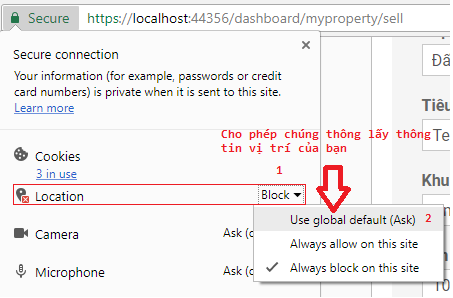 Secure
https://localhost:44356/dashboard/myproperty/sell
Secure connection
Your information (for example, passwords or credit
card numbers) is private when it is sent to this site.
Learn more
Cho phép chúng thông lấy thông
tin vị trí của bạn
Cookies
3 in use
1
Location
Block
Use global default (Ask)
2
Camera
Ask (
Always allow on this site
Microphone
Ask (
Always block on this site
Đã
Tiêu
Te
Khu
10